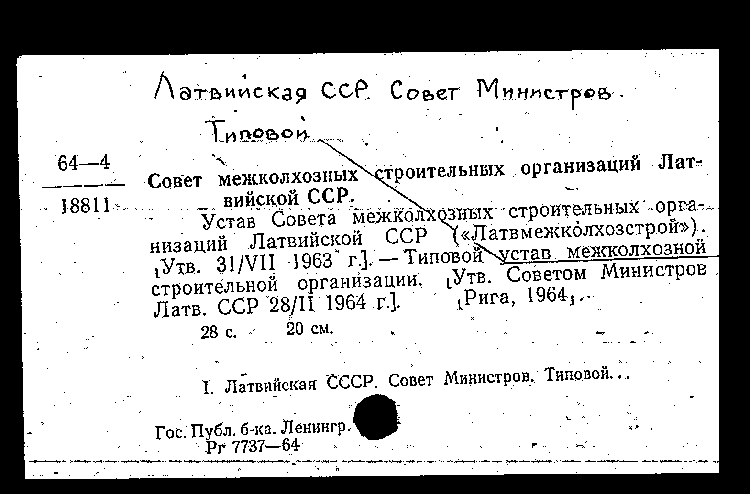 Латвийская ССР. Совет Министров.
Типовой
64—4
18811
Совет межколхозных строительных организаций Лат-
вийской ССР.
Устав Совета межколхозных строительных орга-
низаций Латвийской ССР («Латвмежколхозстрой»).
[Утв. 31/VII 1963 г.]. — Типовой устав межколхозной
строительной организации. [Утв. Советом Министров
Латв. ССР 28/II 1964 г.]. [Рига, 1964].
28 с. 20 см.
I. Латвийская СССР. Совет Министров. Типовой...
Гос. Публ. б-ка. Ленингр.
Рг 7737—64